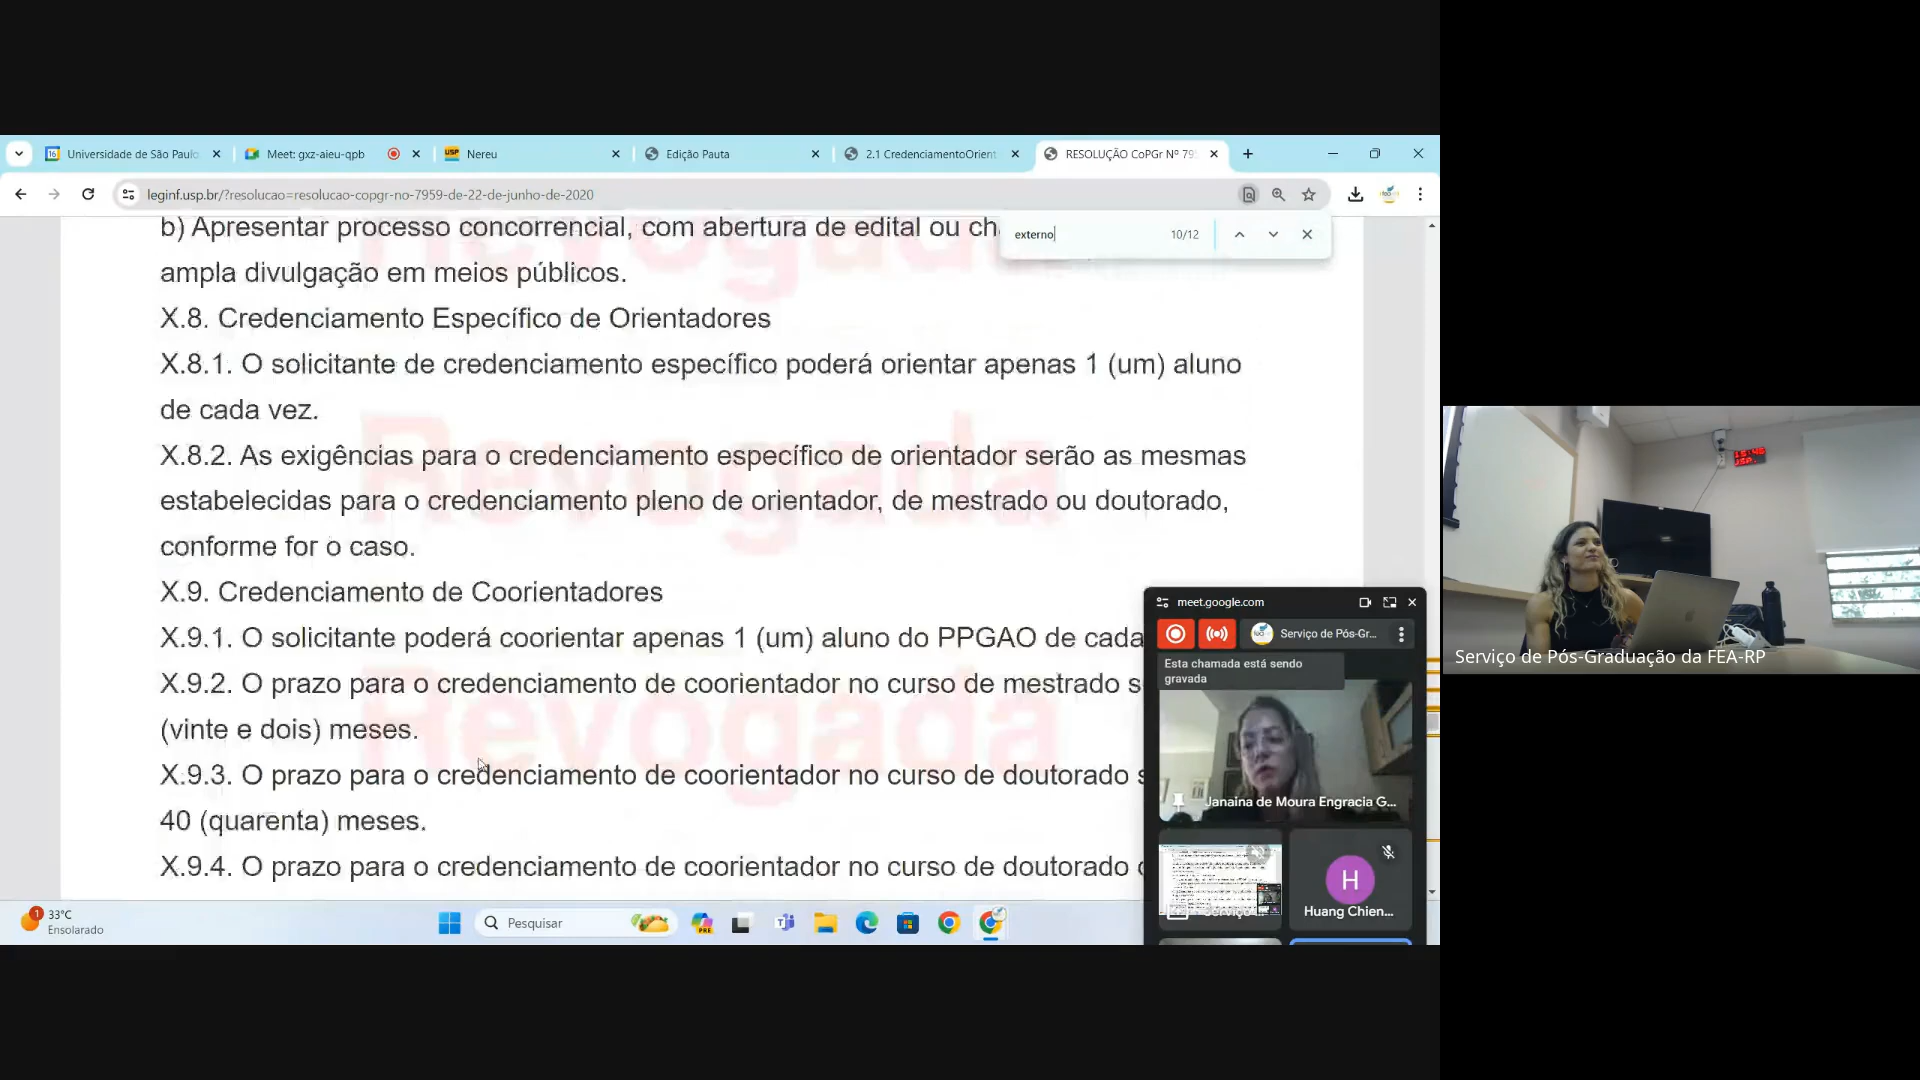 Universidade de São Paulo
Meet: gxz-aieu-qpb
Nereu
Edição Pauta
2.1 CredenciamentoOrient
RESOLUÇÃO CoPGr Nº 795
leginf.usp.br/?resolucao=resolucao-copgr-no-7959-de-22-de-junho-de-2020
externo
10/12
b) Apresentar processo concorrencial, com abertura de edital ou ch
ampla divulgação em meios públicos.
X.8. Credenciamento Específico de Orientadores
X.8.1. O solicitante de credenciamento específico poderá orientar apenas 1 (um) aluno
de cada vez.
X.8.2. As exigências para o credenciamento específico de orientador serão as mesmas
estabelecidas para o credenciamento pleno de orientador, de mestrado ou doutorado,
conforme for o caso.
X.9. Credenciamento de Coorientadores
X.9.1. O solicitante poderá coorientar apenas 1 (um) aluno do PPGAO de cada
X.9.2. O prazo para o credenciamento de coorientador no curso de mestrado s
(vinte e dois) meses.
X.9.3. O prazo para o credenciamento de coorientador no curso de doutorado s
40 (quarenta) meses.
X.9.4. O prazo para o credenciamento de coorientador no curso de doutorado
Revogada
Revogada
Revogada
meet.google.com
Serviço de Pós-Gr...
Esta chamada está sendo
gravada
Janaina de Moura Engracia G...
H
Huang Chien...
Serviço de Pós-Graduação da FEA-RP
1
33°C
Ensolarado
Pesquisar
PRE